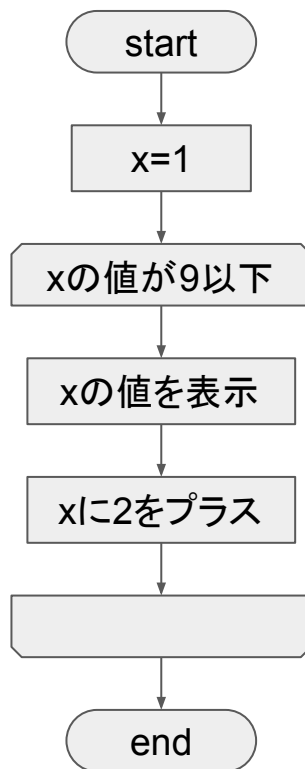 start
x=1
xの値が9以下
xの値を表示
xに2をプラス
end